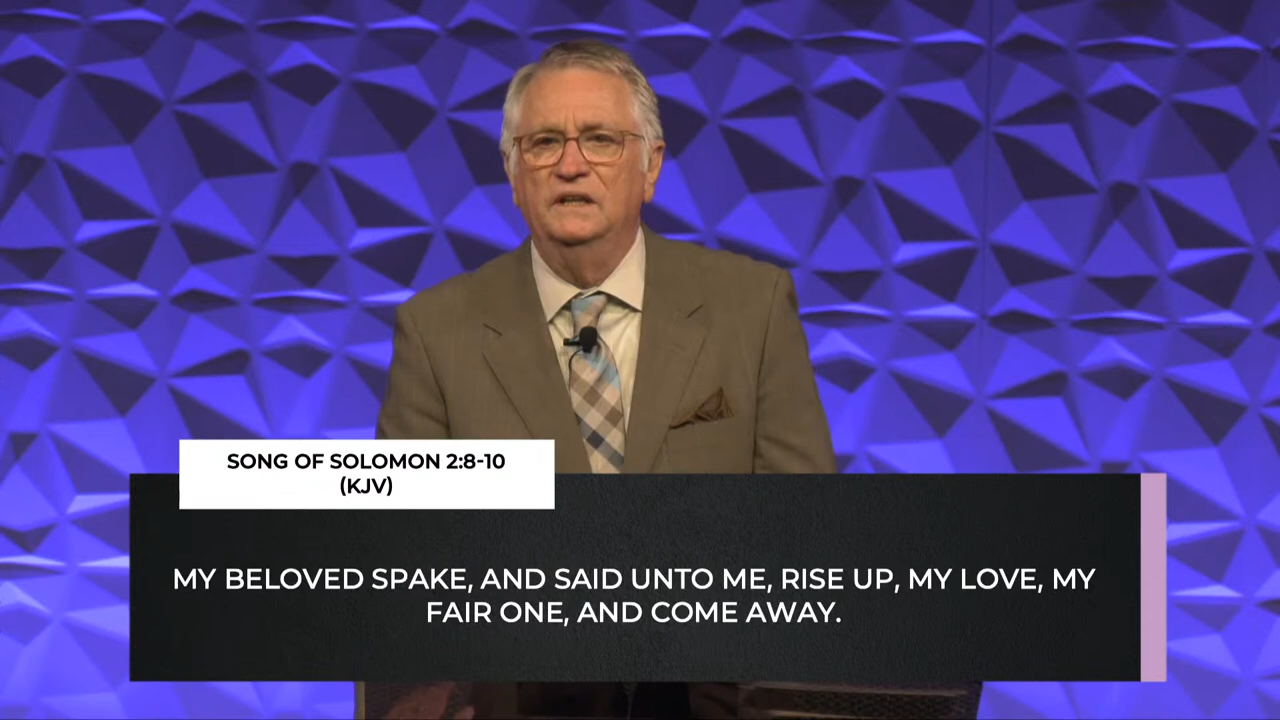 SONG OF SOLOMON 2:8-10
(KJV)
MY BELOVED SPAKE, AND SAID UNTO ME, RISE UP, MY LOVE, MY
FAIR ONE, AND COME AWAY.